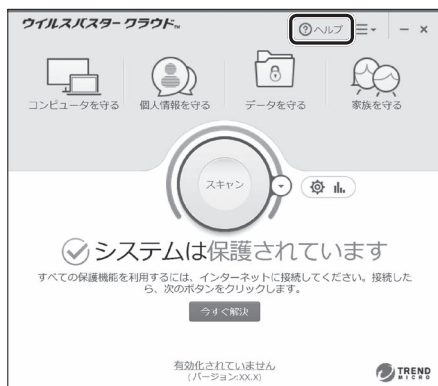 ウイルスバスター クラウド™
?ヘルプ
コンピュータを守る
個人情報を守る
データを守る
家族を守る
スキャン
システムは保護されています
すべての保護機能を利用するには、インターネットに接続してください。接続した
ら、次のボタンをクリックします。
今すぐ解決
有効化されていません
(バージョン:XX.X)
TREND
MICRO